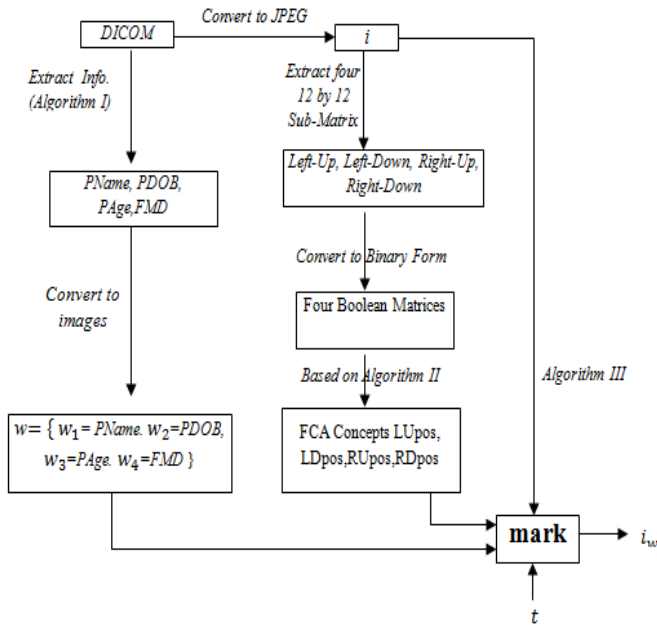 DICOM
Convert to JPEG
i
Extract Info.
(Algorithm I)
Extract four
12 by 12
Sub-Matrix
PName, PDOB,
PAge,FMD
Left-Up, Left-Down, Right-Up,
Right-Down
Convert to
images
Convert to Binary Form
Four Boolean Matrices
Based on Algorithm II
Algorithm III
w= { w₁= PName. w₂=PDOB,
w₃=PAge. w₄=FMD }
FCA Concepts LUpos,
LDpos,RUpos,RDpos
mark
i_w
t